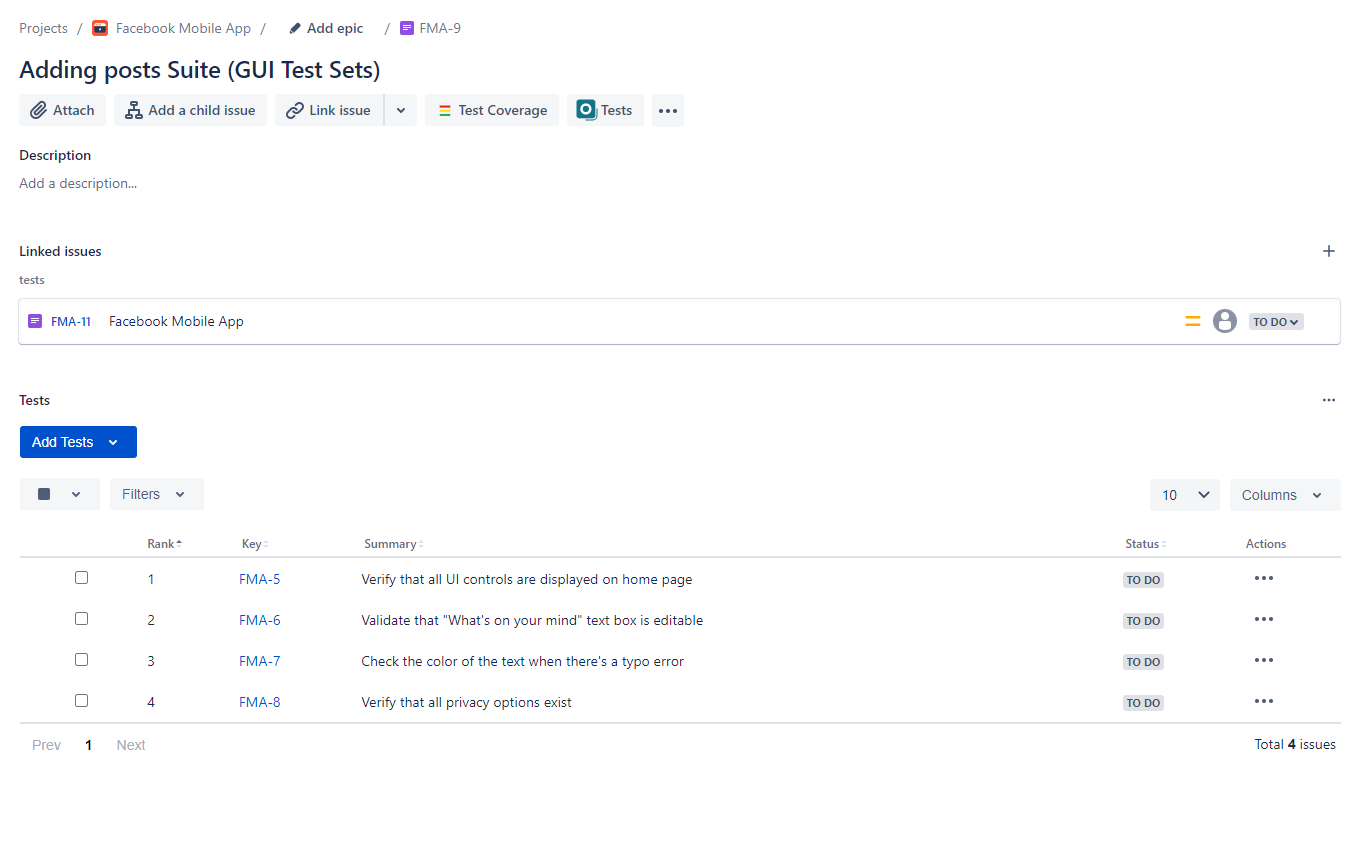 Projects / Facebook Mobile App / Add epic / FMA-9
Adding posts Suite (GUI Test Sets)
Attach Add a child issue Link issue Test Coverage Tests
Description
Add a description...
Linked issues
tests
FMA-11 Facebook Mobile App TO DO
Tests
Add Tests
Filters 10 Columns
Rank Key Summary Status Actions
1 FMA-5 Verify that all UI controls are displayed on home page TO DO
2 FMA-6 Validate that "What's on your mind" text box is editable TO DO
3 FMA-7 Check the color of the text when there's a typo error TO DO
4 FMA-8 Verify that all privacy options exist TO DO
Prev 1 Next Total 4 issues